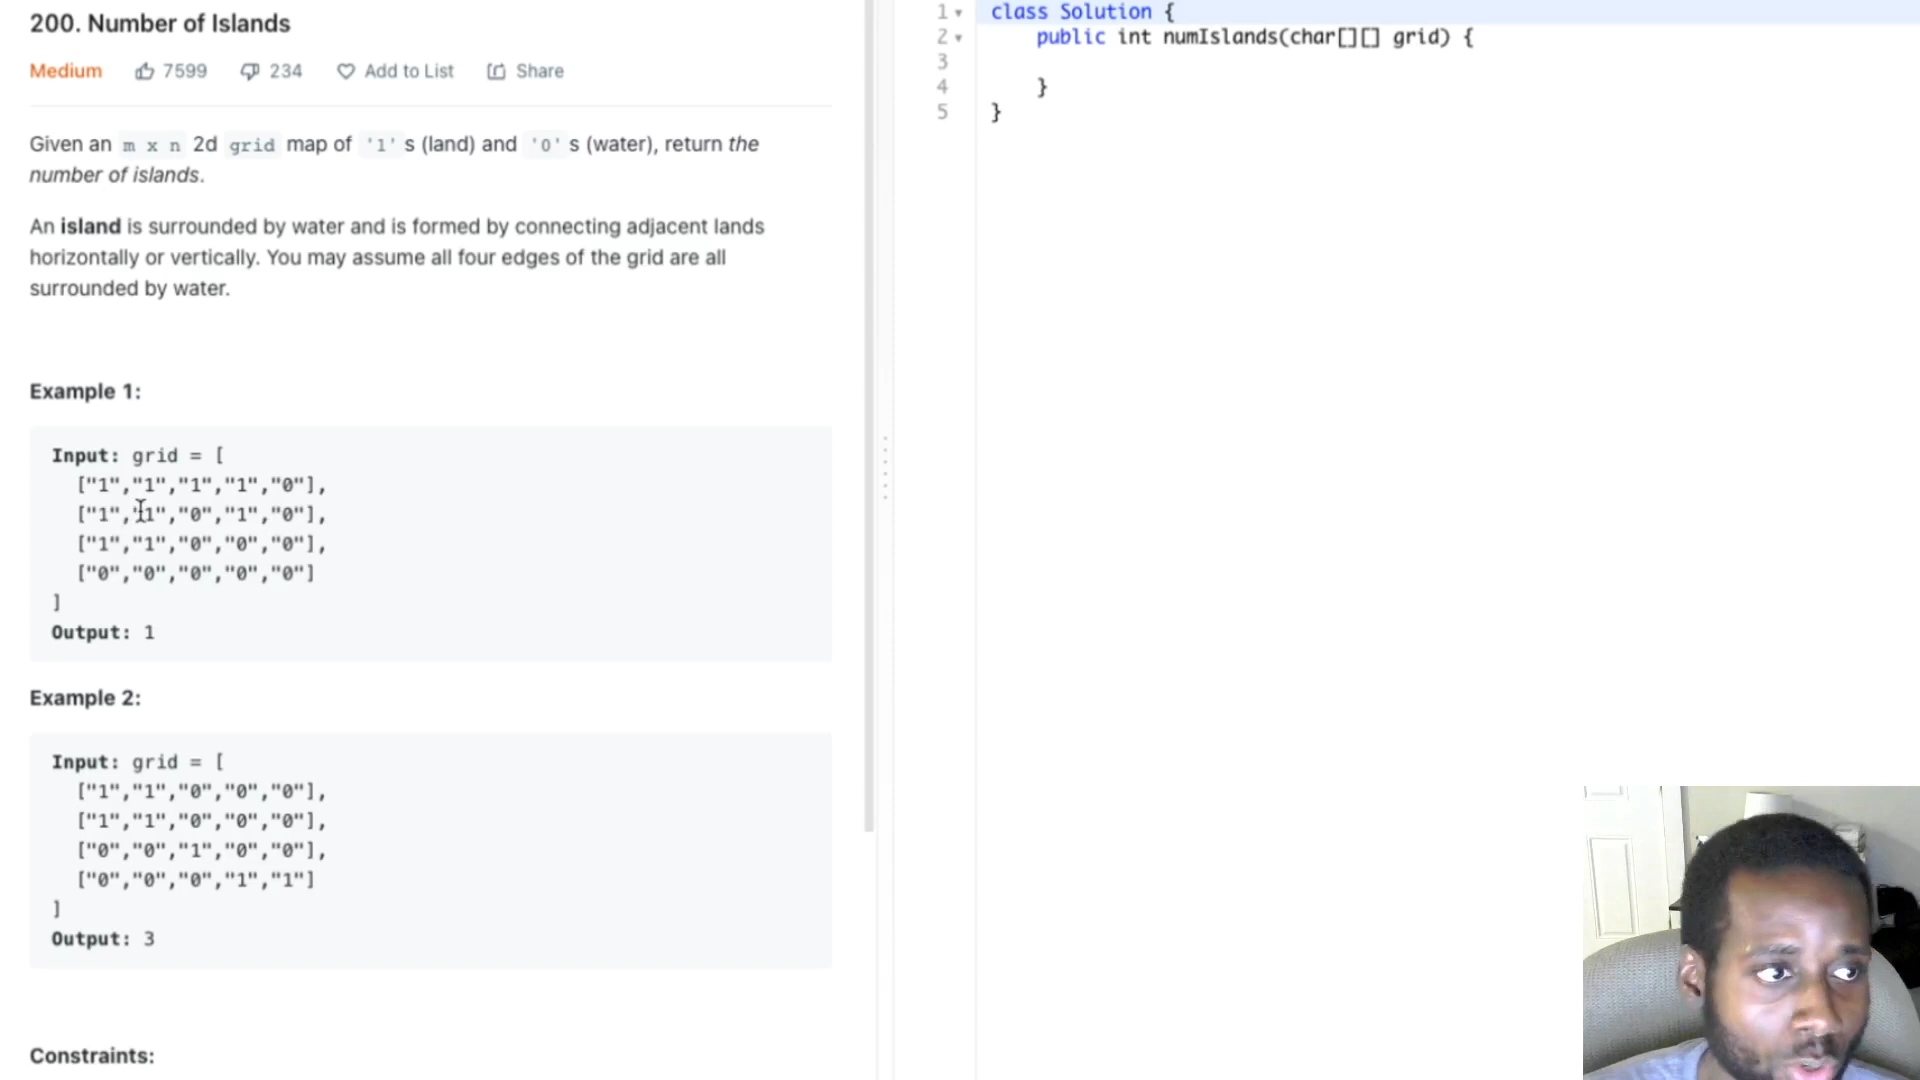 200. Number of Islands
Medium 7599 234 Add to List Share
Given an m x n 2d grid map of '1' s (land) and '0' s (water), return the
number of islands.
An island is surrounded by water and is formed by connecting adjacent lands
horizontally or vertically. You may assume all four edges of the grid are all
surrounded by water.
Example 1:
Input: grid = [
["1","1","1","1","0"],
["1","1","0","1","0"],
["1","1","0","0","0"],
["0","0","0","0","0"]
]
Output: 1
Example 2:
Input: grid = [
["1","1","0","0","0"],
["1","1","0","0","0"],
["0","0","1","0","0"],
["0","0","0","1","1"]
]
Output: 3
Constraints:
1 class Solution {
2 public int numIslands(char[][] grid) {
3
4 }
5 }